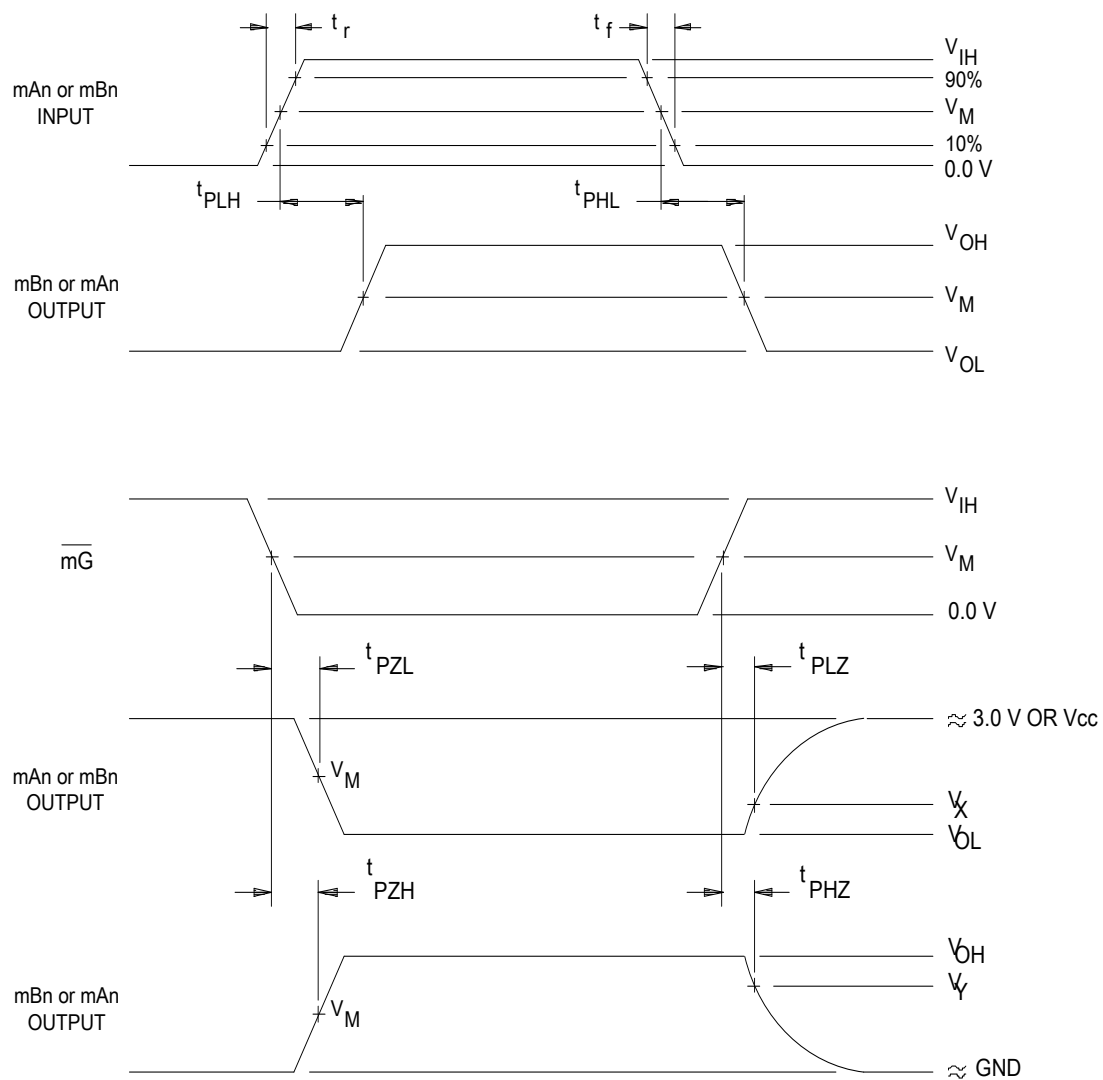 t r
t f
V IH
90%
mAn or mBn
INPUT
V M
10%
0.0 V
t PLH
t PHL
V OH
mBn or mAn
OUTPUT
V M
V OL
V IH
mG
V M
0.0 V
t PZL
t PLZ
≈ 3.0 V OR Vcc
mAn or mBn
OUTPUT
V M
V X
V OL
t PZH
t PHZ
V OH
V Y
mBn or mAn
OUTPUT
V M
≈ GND